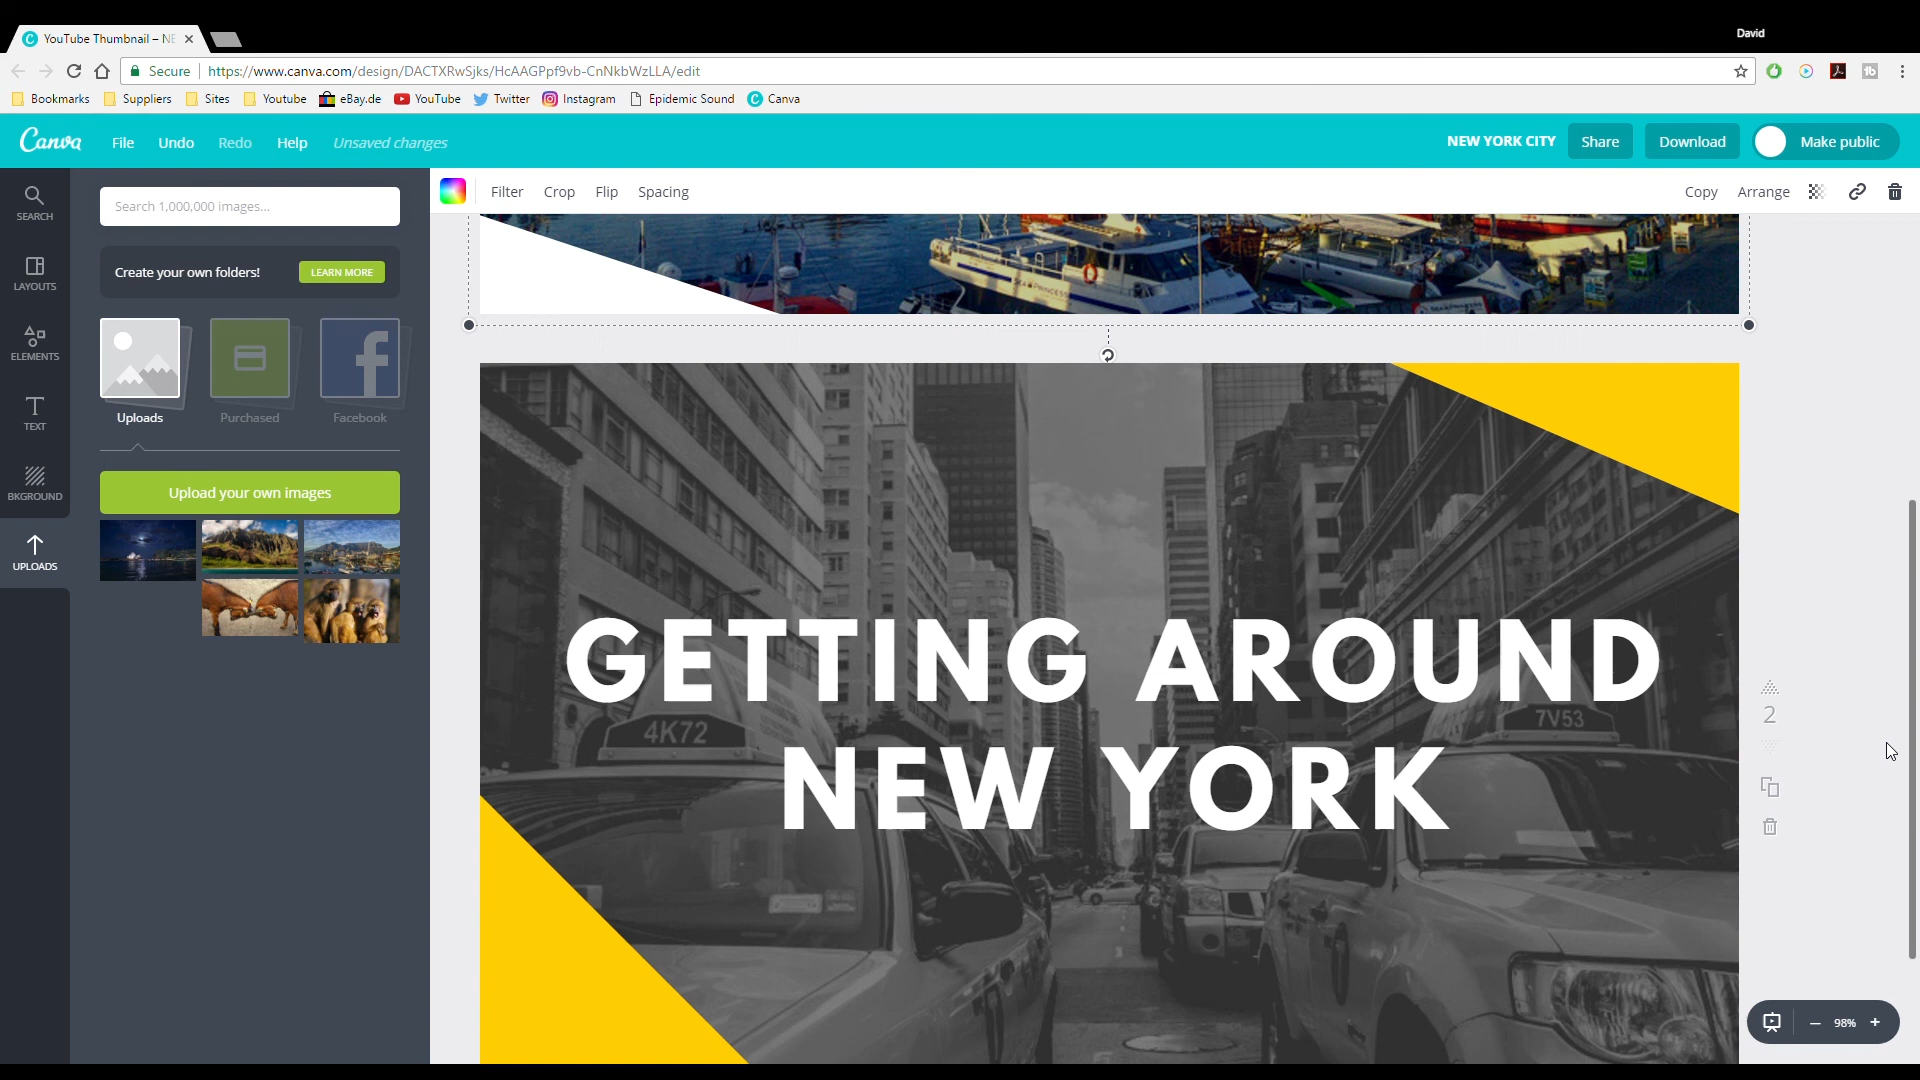 David
YouTube Thumbnail – NE
Secure https://www.canva.com/design/DACTXRwSjks/HcAAGPpf9vb-CnNkbWzLLA/edit
Bookmarks Suppliers Sites Youtube eBay.de YouTube Twitter Instagram Epidemic Sound Canva
Canva File Undo Redo Help Unsaved changes NEW YORK CITY Share Download Make public
Filter Crop Flip Spacing Copy Arrange
SEARCH
LAYOUTS
ELEMENTS
TEXT
BKGROUND
UPLOADS
Search 1,000,000 images...
Create your own folders! LEARN MORE
Uploads Purchased Facebook
Upload your own images
SEA PRINCESS
GETTING AROUND
NEW YORK
4K72
7V53
2
98%